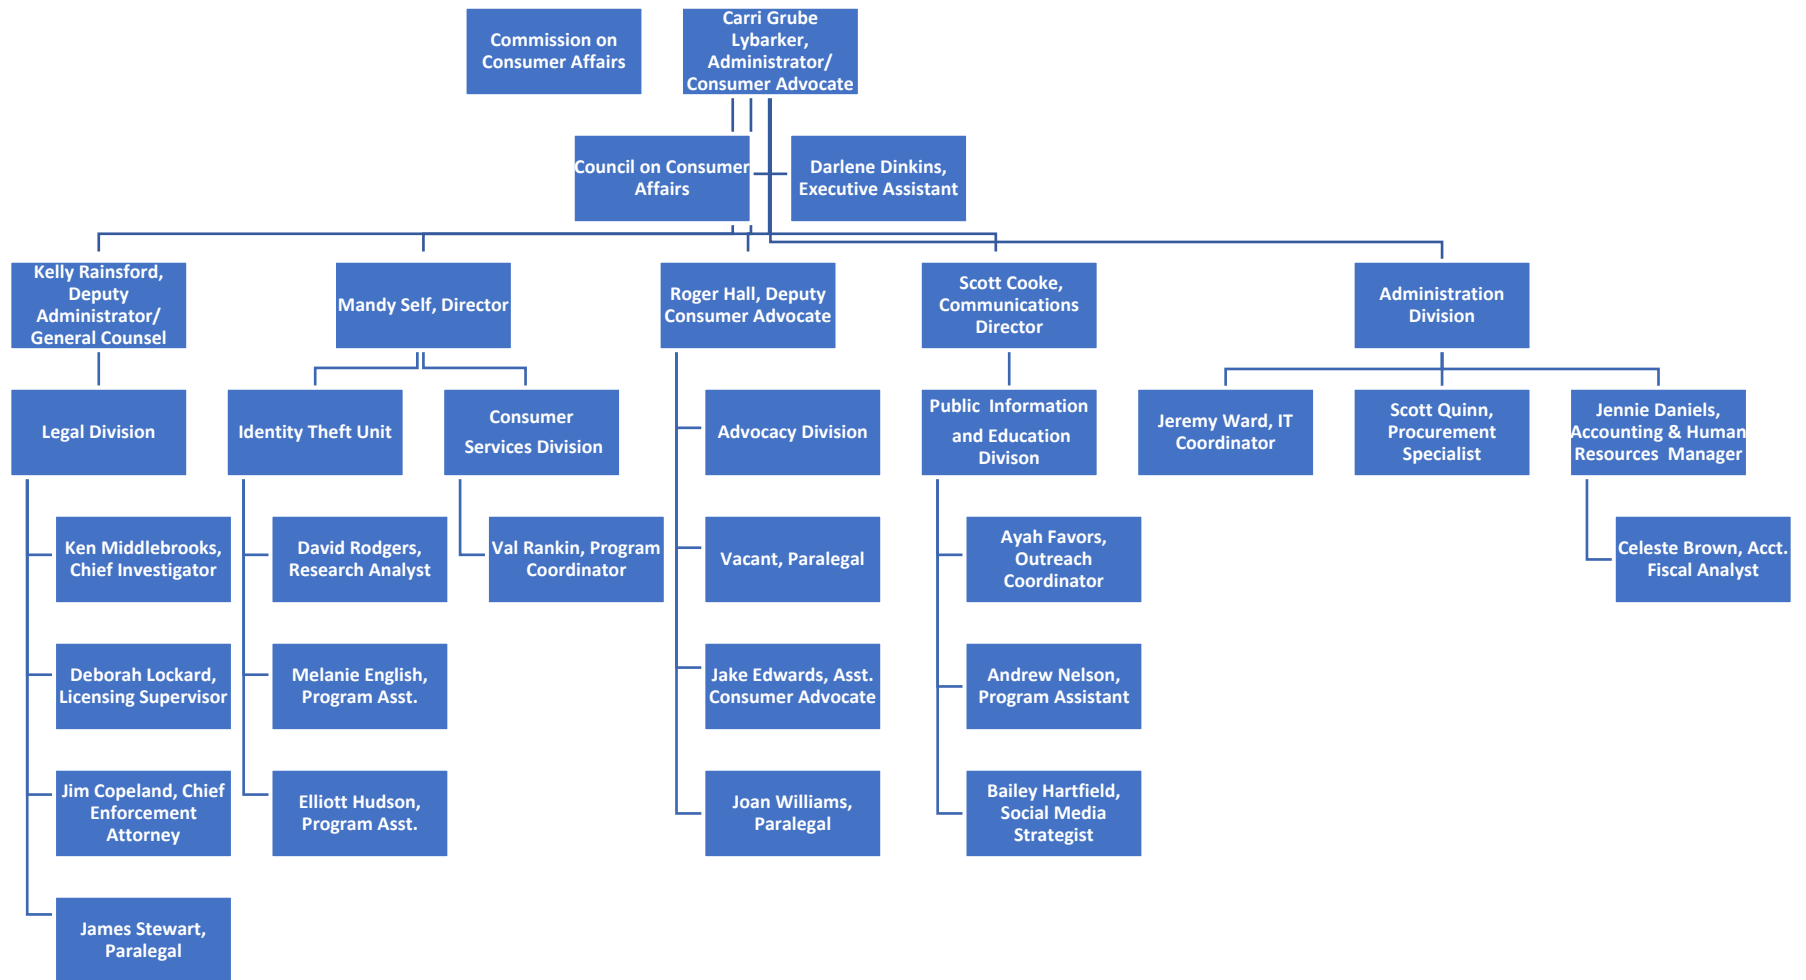 Commission on
Consumer Affairs
Carri Grube
Lybarker,
Administrator/
Consumer Advocate
Council on Consumer
Affairs
Darlene Dinkins,
Executive Assistant
Kelly Rainsford,
Deputy
Administrator/
General Counsel
Mandy Self, Director
Roger Hall, Deputy
Consumer Advocate
Scott Cooke,
Communications
Director
Administration
Division
Legal Division
Identity Theft Unit
Consumer
Services Division
Advocacy Division
Public Information
and Education
Divison
Jeremy Ward, IT
Coordinator
Scott Quinn,
Procurement
Specialist
Jennie Daniels,
Accounting & Human
Resources Manager
Ken Middlebrooks,
Chief Investigator
David Rodgers,
Research Analyst
Val Rankin, Program
Coordinator
Vacant, Paralegal
Ayah Favors,
Outreach
Coordinator
Celeste Brown, Acct.
Fiscal Analyst
Deborah Lockard,
Licensing Supervisor
Melanie English,
Program Asst.
Jake Edwards, Asst.
Consumer Advocate
Andrew Nelson,
Program Assistant
Jim Copeland, Chief
Enforcement
Attorney
Elliott Hudson,
Program Asst.
Joan Williams,
Paralegal
Bailey Hartfield,
Social Media
Strategist
James Stewart,
Paralegal